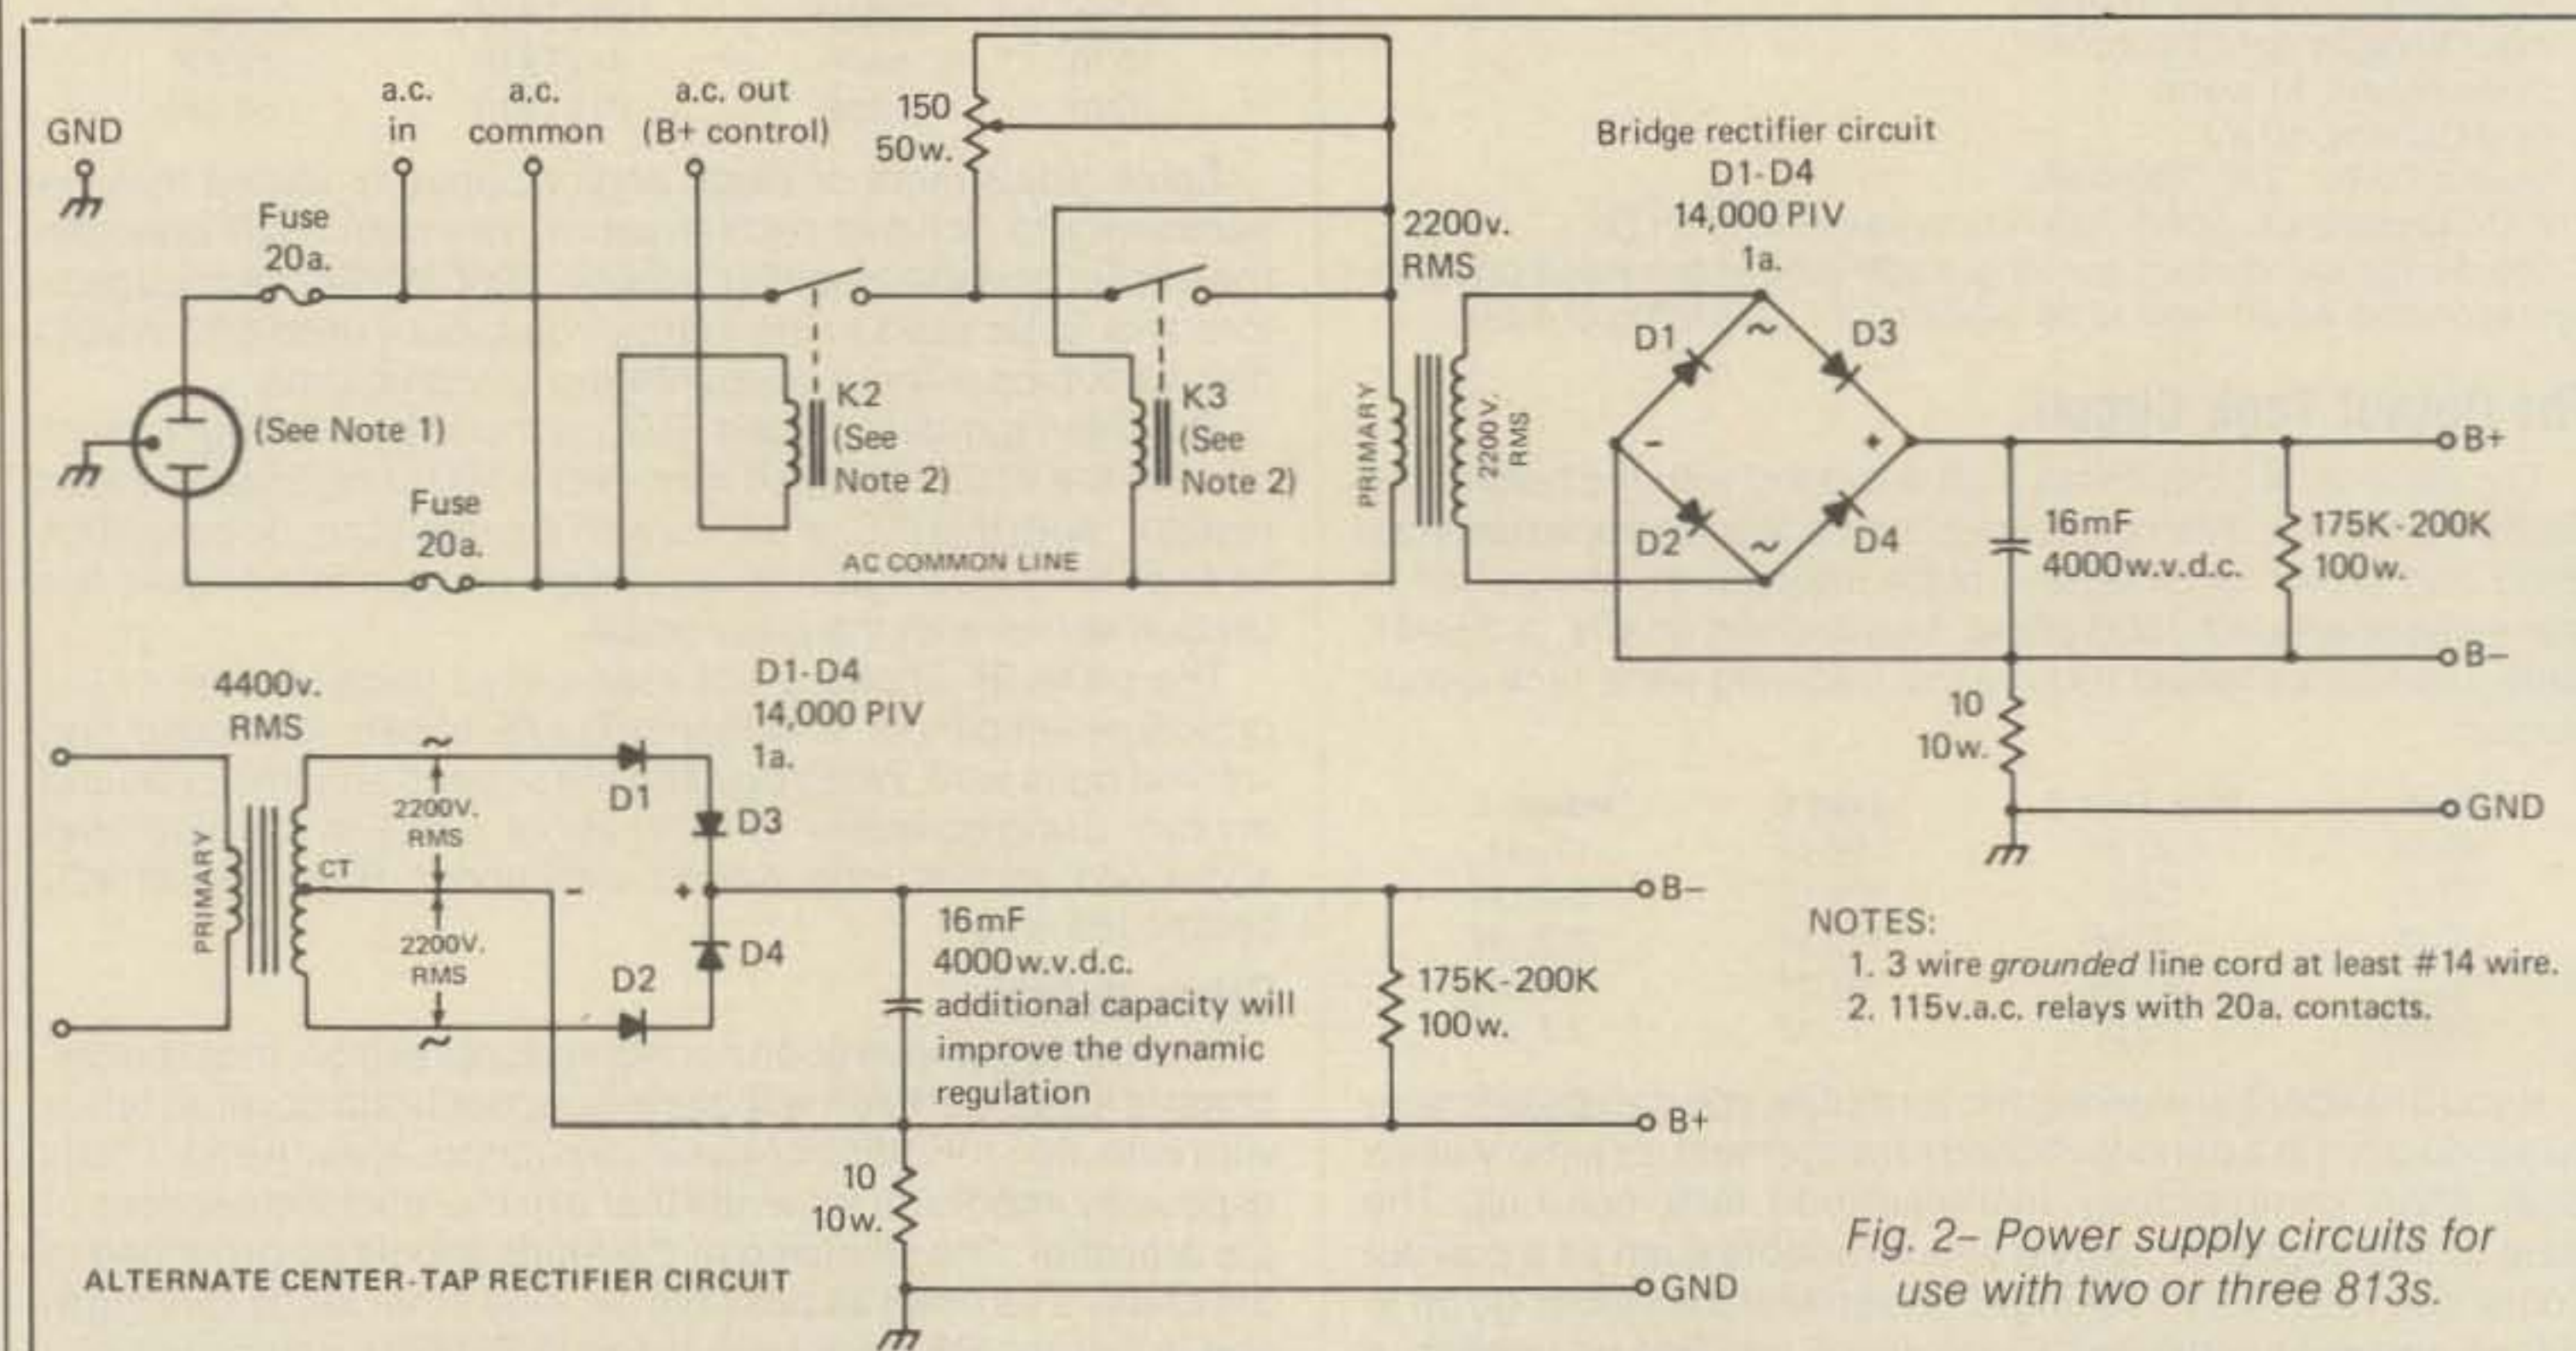 GND
a.c.
in
a.c.
common
a.c. out
(B+ control)
150
50w.
Fuse
20a.
(See Note 1)
Fuse
20a.
K2
(See
Note 2)
K3
(See
Note 2)
AC COMMON LINE
2200v.
RMS
PRIMARY
2200V.
RMS
Bridge rectifier circuit
D1-D4
14,000 PIV
1a.
~
D1
D3
-
+
D2
D4
~
B+
16mF
4000w.v.d.c.
175K-200K
100w.
B-
10
10w.
GND
4400v.
RMS
PRIMARY
CT
~
2200V.
RMS
2200V.
RMS
~
D1-D4
14,000 PIV
1a.
D1
D3
-
+
D2
D4
16mF
4000w.v.d.c.
additional capacity will
improve the dynamic
regulation
175K-200K
100w.
B-
B+
10
10w.
GND
ALTERNATE CENTER-TAP RECTIFIER CIRCUIT
NOTES:
1. 3 wire grounded line cord at least #14 wire.
2. 115v.a.c. relays with 20a. contacts.
Fig. 2– Power supply circuits for
use with two or three 813s.